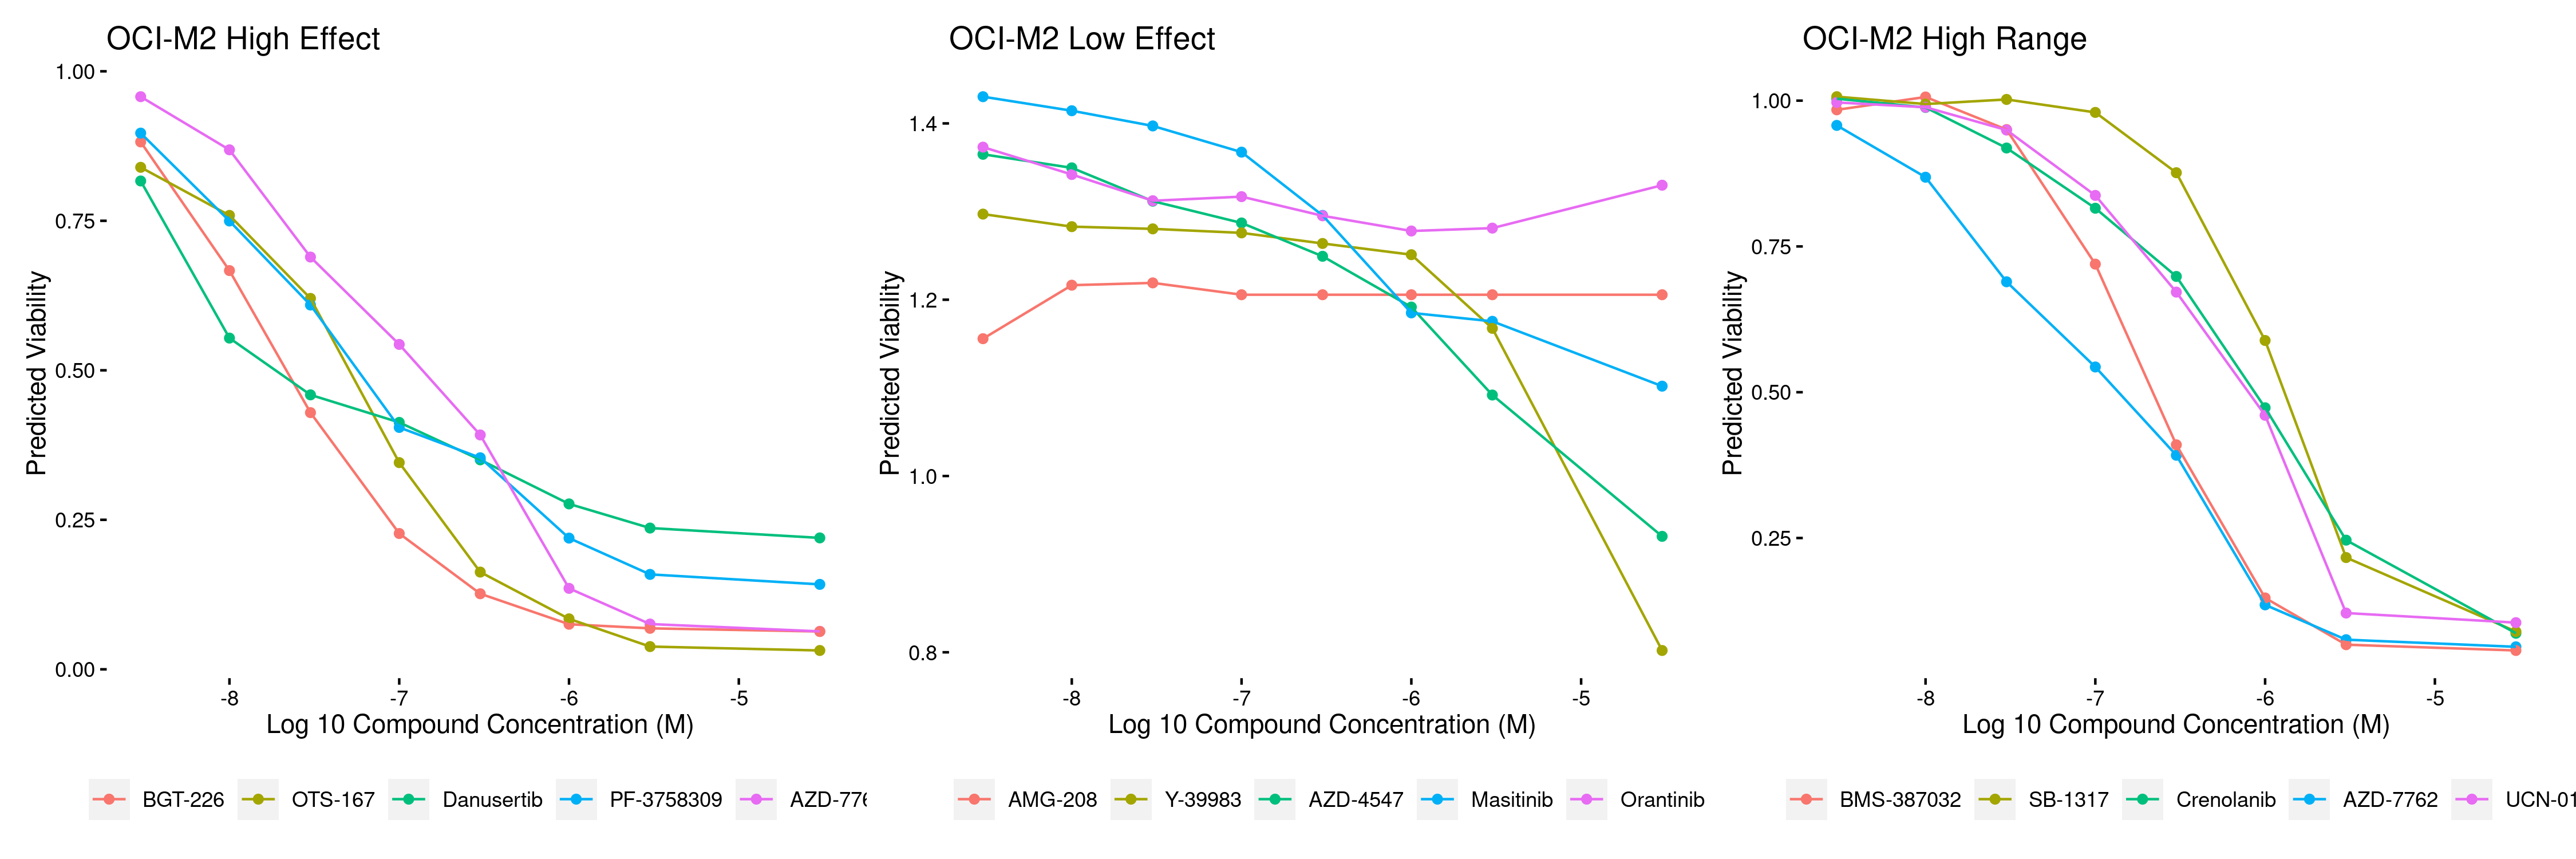 OCI-M2 High Effect
1.00
0.75
0.50
0.25
0.00
Predicted Viability
-8 -7 -6 -5
Log 10 Compound Concentration (M)
BGT-226 OTS-167 Danusertib PF-3758309 AZD-776
OCI-M2 Low Effect
1.4
1.2
1.0
0.8
Predicted Viability
-8 -7 -6 -5
Log 10 Compound Concentration (M)
AMG-208 Y-39983 AZD-4547 Masitinib Orantinib
OCI-M2 High Range
1.00
0.75
0.50
0.25
Predicted Viability
-8 -7 -6 -5
Log 10 Compound Concentration (M)
BMS-387032 SB-1317 Crenolanib AZD-7762 UCN-01